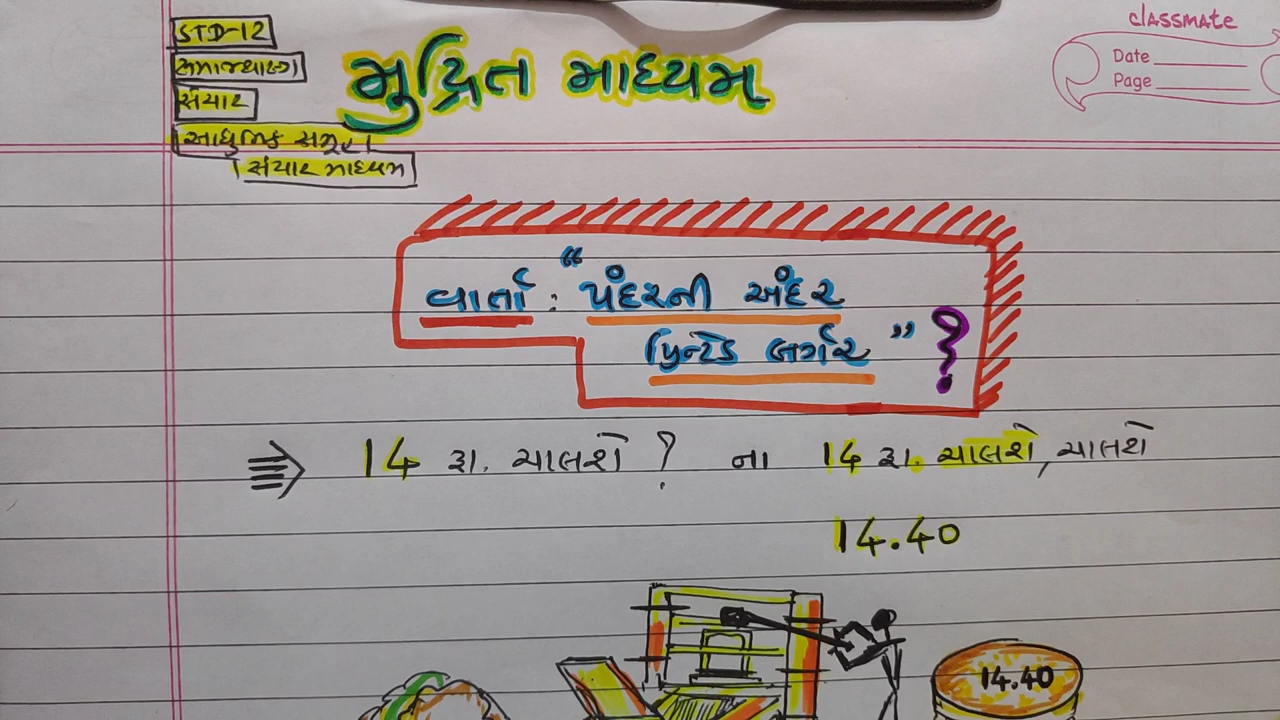 classmate
Date
Page
STD-12
સમાજશાસ્ત્ર
સંચાર
આધુનિક સમૂહ
સંચાર માધ્યમ
મુદ્રિત માધ્યમ
વાર્તા : “પંદરની અંદર
પ્રિન્ટેડ બર્ગર” ?
14 રૂા. ચાલશે ? ના 14 રૂા. ચાલશે, ચાલશે
14.40
14.40